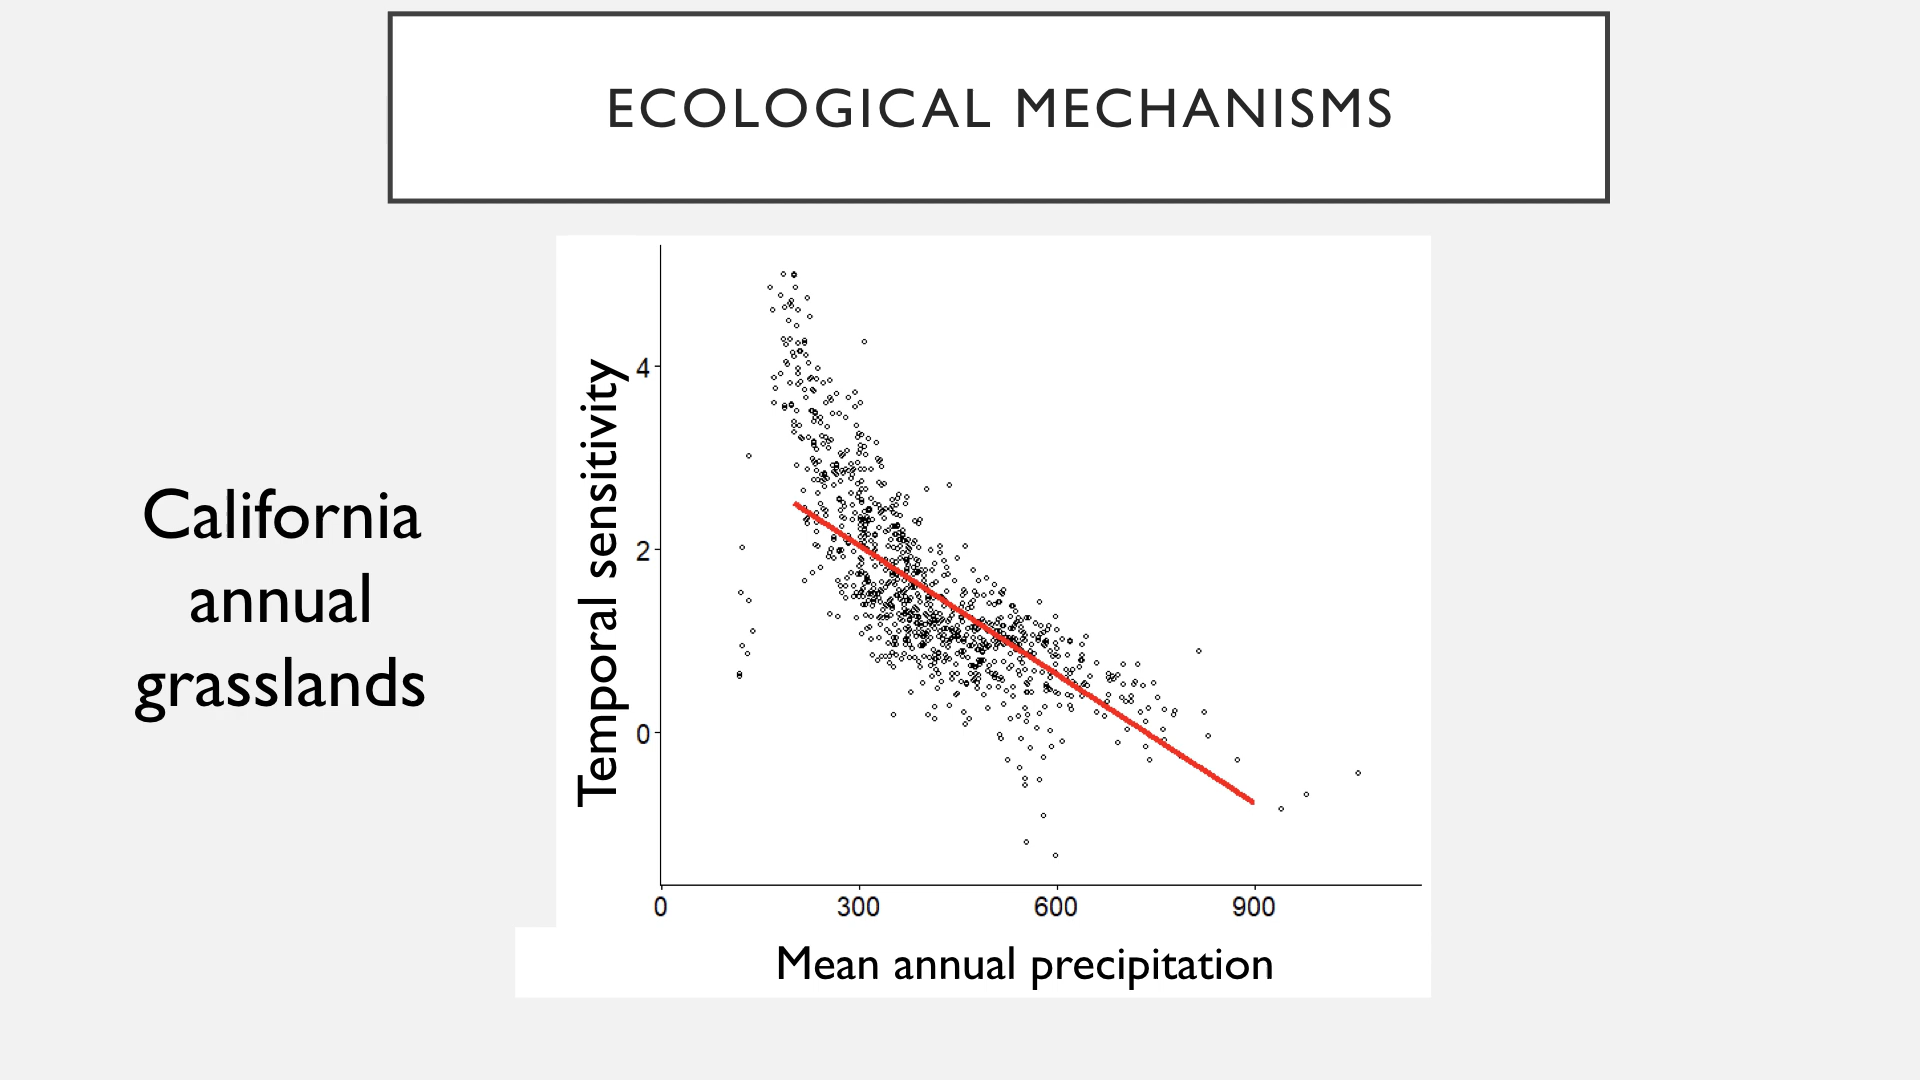 ECOLOGICAL MECHANISMS
California
annual
grasslands
Temporal sensitivity
4
2
0
0 300 600 900
Mean annual precipitation